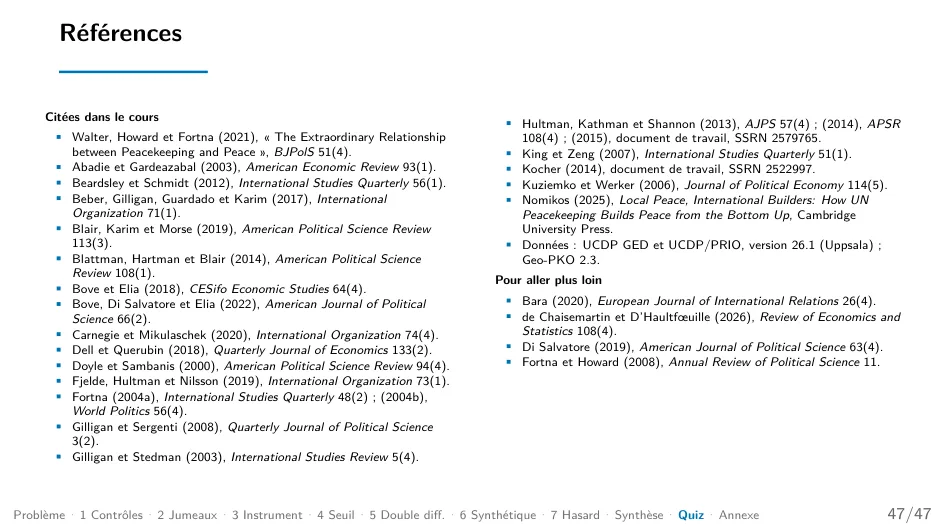 Références
Citées dans le cours
Walter, Howard et Fortna (2021), « The Extraordinary Relationship
between Peacekeeping and Peace », BJPolS 51(4).
Abadie et Gardeazabal (2003), American Economic Review 93(1).
Beardsley et Schmidt (2012), International Studies Quarterly 56(1).
Beber, Gilligan, Guardado et Karim (2017), International
Organization 71(1).
Blair, Karim et Morse (2019), American Political Science Review
113(3).
Blattman, Hartman et Blair (2014), American Political Science
Review 108(1).
Bove et Elia (2018), CESifo Economic Studies 64(4).
Bove, Di Salvatore et Elia (2022), American Journal of Political
Science 66(2).
Carnegie et Mikulaschek (2020), International Organization 74(4).
Dell et Querubin (2018), Quarterly Journal of Economics 133(2).
Doyle et Sambanis (2000), American Political Science Review 94(4).
Fjelde, Hultman et Nilsson (2019), International Organization 73(1).
Fortna (2004a), International Studies Quarterly 48(2) ; (2004b),
World Politics 56(4).
Gilligan et Sergenti (2008), Quarterly Journal of Political Science
3(2).
Gilligan et Stedman (2003), International Studies Review 5(4).
Hultman, Kathman et Shannon (2013), AJPS 57(4) ; (2014), APSR
108(4) ; (2015), document de travail, SSRN 2579765.
King et Zeng (2007), International Studies Quarterly 51(1).
Kocher (2014), document de travail, SSRN 2522997.
Kuziemko et Werker (2006), Journal of Political Economy 114(5).
Nomikos (2025), Local Peace, International Builders: How UN
Peacekeeping Builds Peace from the Bottom Up, Cambridge
University Press.
Données : UCDP GED et UCDP/PRIO, version 26.1 (Uppsala) ;
Geo-PKO 2.3.
Pour aller plus loin
Bara (2020), European Journal of International Relations 26(4).
de Chaisemartin et D'Haultfœuille (2026), Review of Economics and
Statistics 108(4).
Di Salvatore (2019), American Journal of Political Science 63(4).
Fortna et Howard (2008), Annual Review of Political Science 11.
Problème · 1 Contrôles · 2 Jumeaux · 3 Instrument · 4 Seuil · 5 Double diff. · 6 Synthétique · 7 Hasard · Synthèse · Quiz · Annexe
47/47